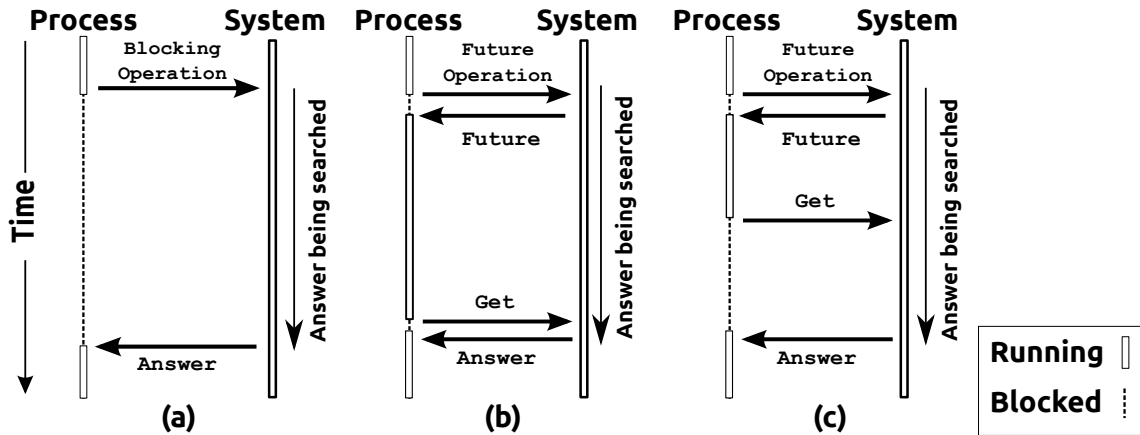 Process System
Blocking
Operation
Answer being searched
Answer
Time
(a)
Process System
Future
Operation
Future
Get
Answer
Answer being searched
(b)
Process System
Future
Operation
Future
Get
Answer
Answer being searched
(c)
Running
Blocked